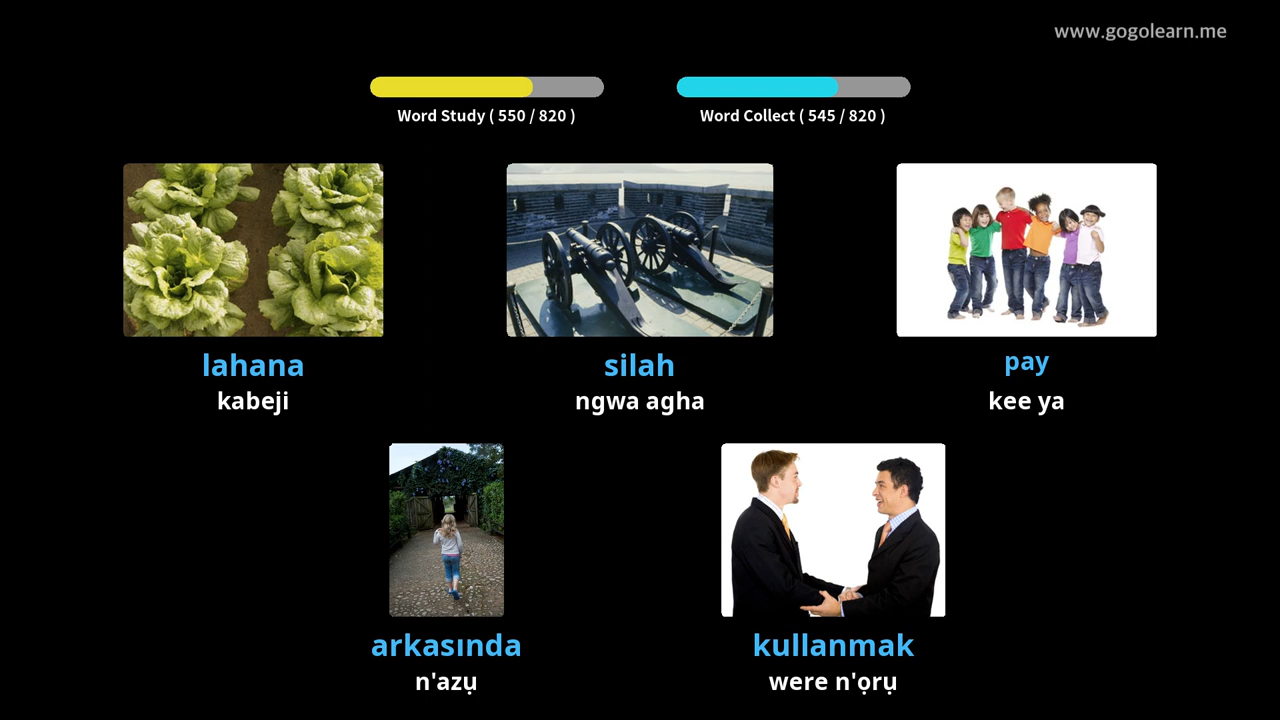 www.gogolearn.me
Word Study ( 550 / 820 )
Word Collect ( 545 / 820 )
lahana
kabeji
silah
ngwa agha
pay
kee ya
arkasında
n'azụ
kullanmak
were n'ọrụ